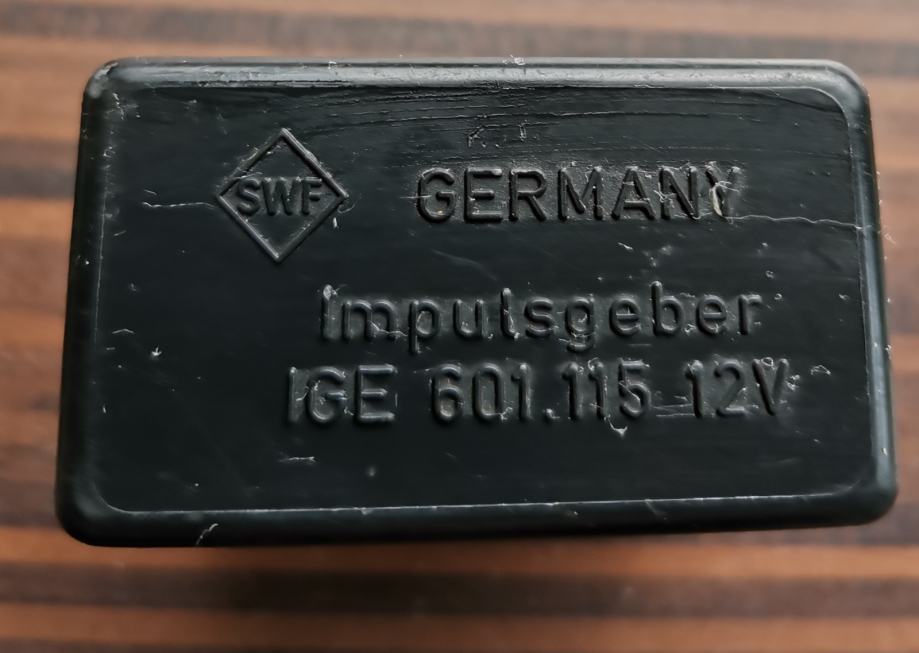 SWF GERMANY
Impulsgeber
IGE 601.115 12V